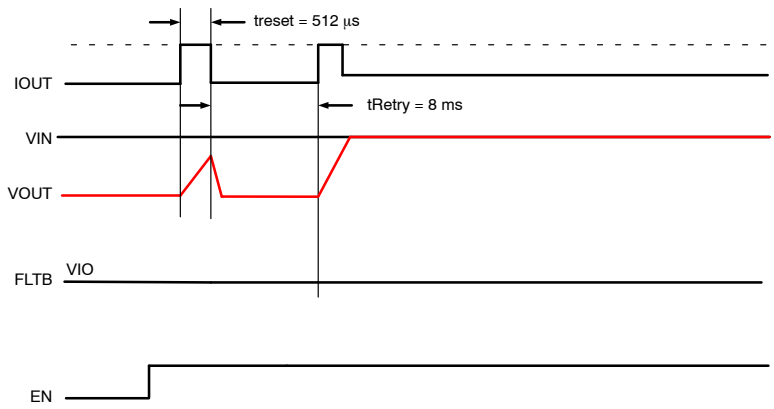 treset = 512 μs
IOUT
tRetry = 8 ms
VIN
VOUT
VIO
FLTB
EN